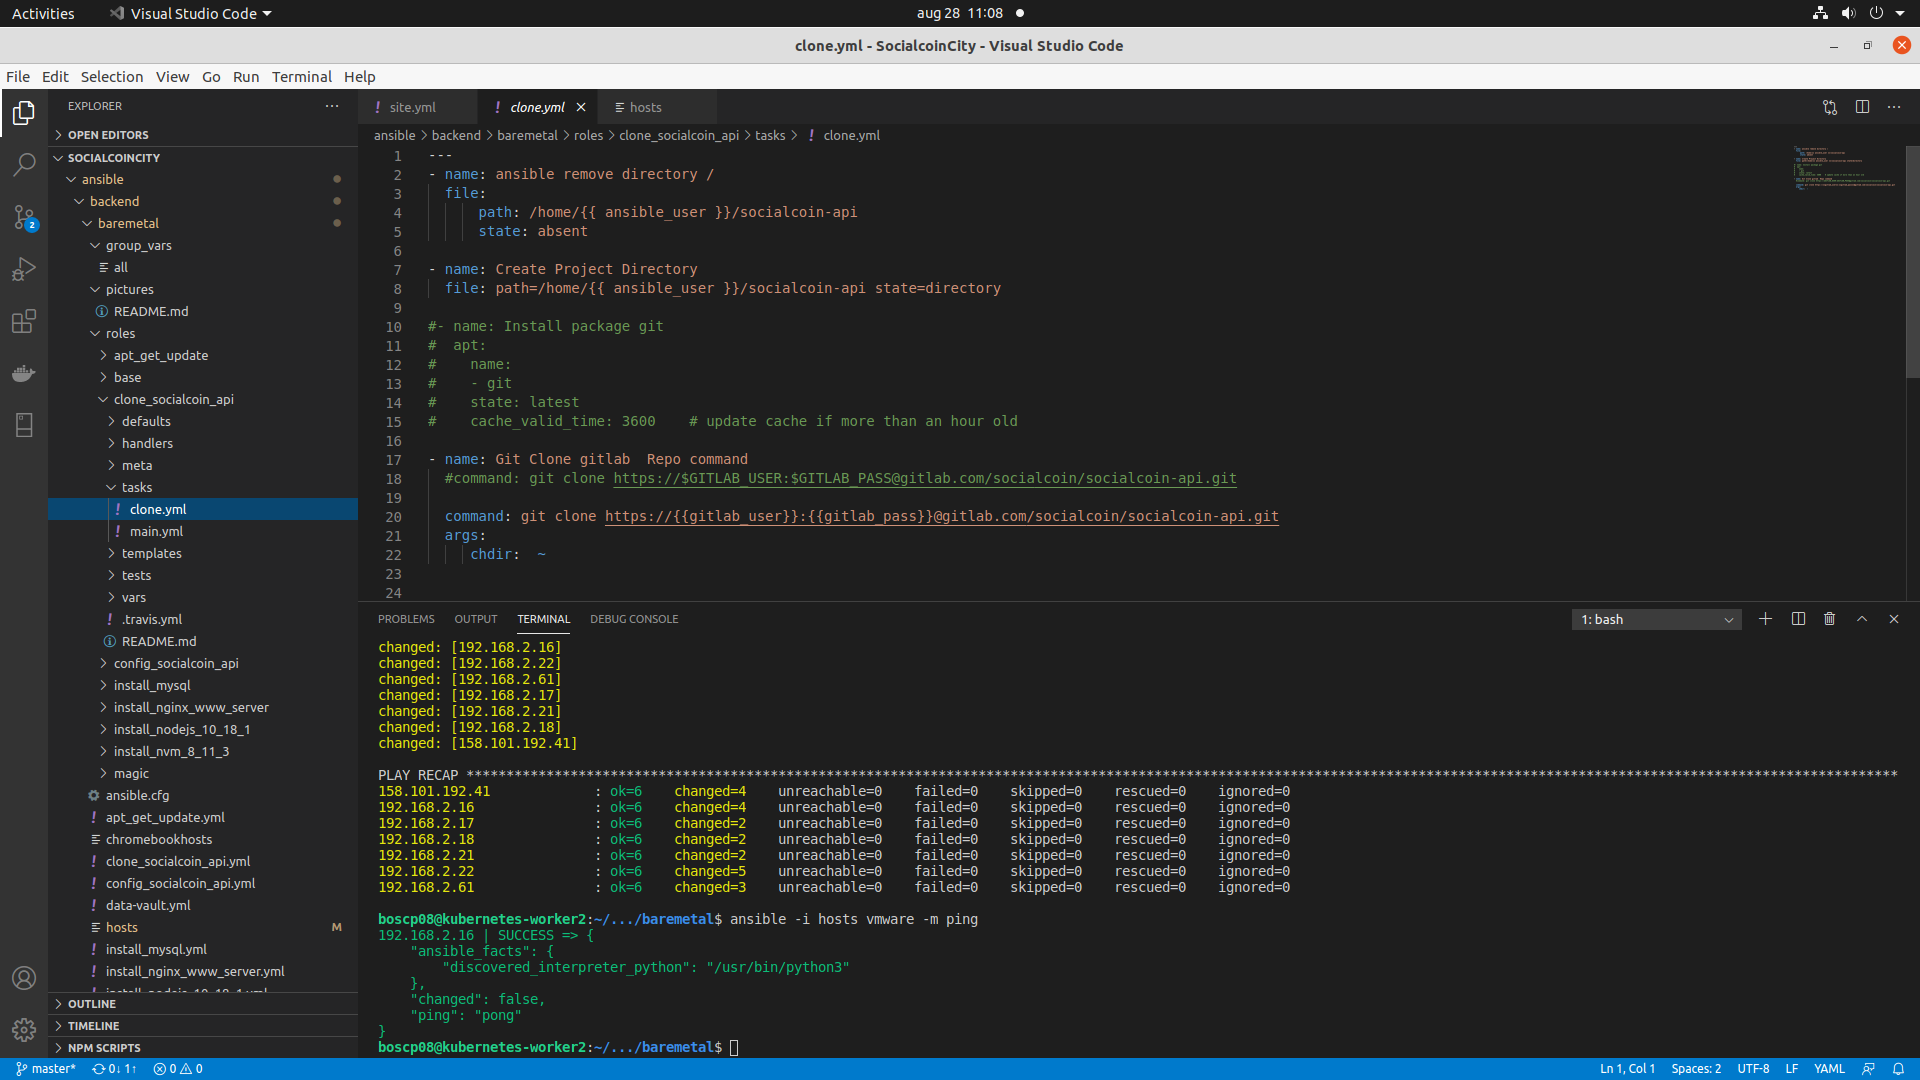 Activities
Visual Studio Code
aug 28 11:08
clone.yml - SocialcoinCity - Visual Studio Code
File Edit Selection View Go Run Terminal Help
EXPLORER
OPEN EDITORS
SOCIALCOINCITY
ansible
backend
baremetal
group_vars
all
pictures
README.md
roles
apt_get_update
base
clone_socialcoin_api
defaults
handlers
meta
tasks
clone.yml
main.yml
templates
tests
vars
.travis.yml
README.md
config_socialcoin_api
install_mysql
install_nginx_www_server
install_nodejs_10_18_1
install_nvm_8_11_3
magic
ansible.cfg
apt_get_update.yml
chromebookhosts
clone_socialcoin_api.yml
config_socialcoin_api.yml
data-vault.yml
hosts M
install_mysql.yml
install_nginx_www_server.yml
OUTLINE
TIMELINE
NPM SCRIPTS
2
! site.yml
! clone.yml
hosts
ansible > backend > baremetal > roles > clone_socialcoin_api > tasks > ! clone.yml
1 ---
2 - name: ansible remove directory /
3 file:
4 path: /home/{{ ansible_user }}/socialcoin-api
5 state: absent
6
7 - name: Create Project Directory
8 file: path=/home/{{ ansible_user }}/socialcoin-api state=directory
9
10 #- name: Install package git
11 # apt:
12 # name:
13 # - git
14 # state: latest
15 # cache_valid_time: 3600 # update cache if more than an hour old
16
17 - name: Git Clone gitlab Repo command
18 #command: git clone https://$GITLAB_USER:$GITLAB_PASS@gitlab.com/socialcoin/socialcoin-api.git
19
20 command: git clone https://{{gitlab_user}}:{{gitlab_pass}}@gitlab.com/socialcoin/socialcoin-api.git
21 args:
22 chdir: ~
23
24
PROBLEMS OUTPUT TERMINAL DEBUG CONSOLE
1: bash
changed: [192.168.2.16]
changed: [192.168.2.22]
changed: [192.168.2.61]
changed: [192.168.2.17]
changed: [192.168.2.21]
changed: [192.168.2.18]
changed: [158.101.192.41]
PLAY RECAP ***********************************************************************************************************************************************************************************
158.101.192.41 : ok=6 changed=4 unreachable=0 failed=0 skipped=0 rescued=0 ignored=0
192.168.2.16 : ok=6 changed=4 unreachable=0 failed=0 skipped=0 rescued=0 ignored=0
192.168.2.17 : ok=6 changed=2 unreachable=0 failed=0 skipped=0 rescued=0 ignored=0
192.168.2.18 : ok=6 changed=2 unreachable=0 failed=0 skipped=0 rescued=0 ignored=0
192.168.2.21 : ok=6 changed=2 unreachable=0 failed=0 skipped=0 rescued=0 ignored=0
192.168.2.22 : ok=6 changed=5 unreachable=0 failed=0 skipped=0 rescued=0 ignored=0
192.168.2.61 : ok=6 changed=3 unreachable=0 failed=0 skipped=0 rescued=0 ignored=0
boscp08@kubernetes-worker2:~/.../baremetal$ ansible -i hosts vmware -m ping
192.168.2.16 | SUCCESS => {
"ansible_facts": {
"discovered_interpreter_python": "/usr/bin/python3"
},
"changed": false,
"ping": "pong"
}
boscp08@kubernetes-worker2:~/.../baremetal$
master* 0↓ 1↑ 0 0
Ln 1, Col 1 Spaces: 2 UTF-8 LF YAML